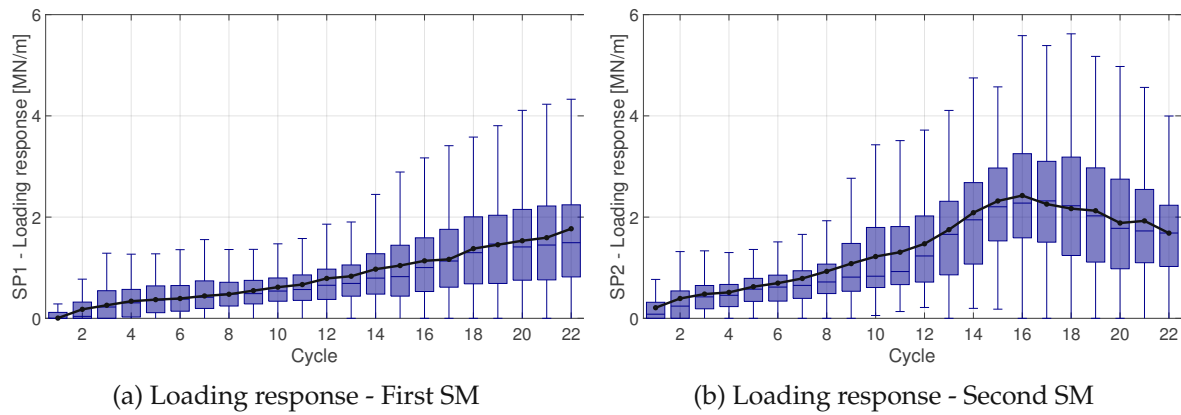 6
4
2
0
SP1 - Loading response [MN/m]
2 4 6 8 10 12 14 16 18 20 22
Cycle
(a) Loading response - First SM
6
4
2
0
SP2 - Loading response [MN/m]
2 4 6 8 10 12 14 16 18 20 22
Cycle
(b) Loading response - Second SM